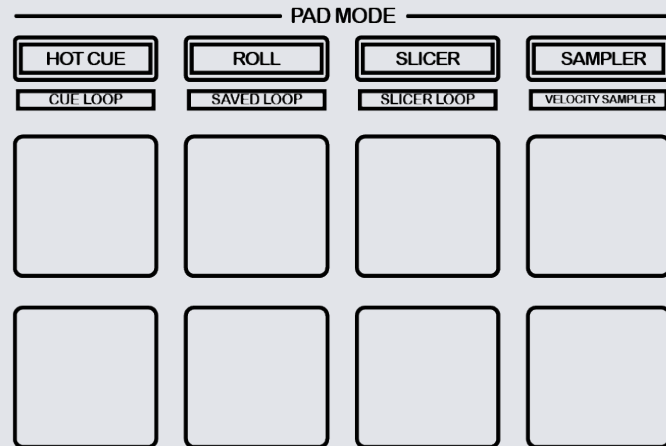 PAD MODE
HOT CUE ROLL SLICER SAMPLER
CUE LOOP SAVED LOOP SLICER LOOP VELOCITY SAMPLER